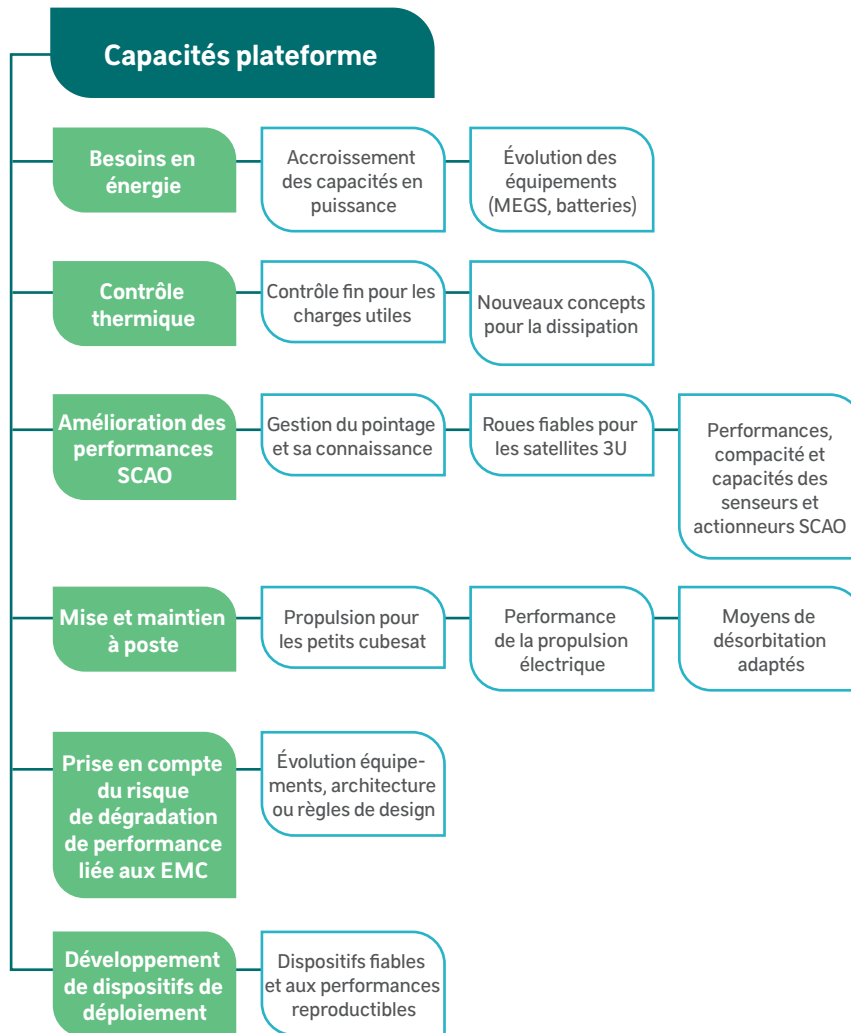 Capacités plateforme
Besoins en
énergie
Accroissement
des capacités en
puissance
Évolution des
équipements
(MEGS, batteries)
Contrôle
thermique
Contrôle fin pour les
charges utiles
Nouveaux concepts
pour la dissipation
Amélioration des
performances
SCAO
Gestion du pointage
et sa connaissance
Roues fiables pour
les satellites 3U
Performances,
compacité et
capacités des
senseurs et
actionneurs SCAO
Mise et maintien
à poste
Propulsion pour
les petits cubesat
Performance
de la propulsion
électrique
Moyens de
désorbitation
adaptés
Prise en compte
du risque
de dégradation
de performance
liée aux EMC
Évolution équipe-
ments, architecture
ou règles de design
Développement
de dispositifs de
déploiement
Dispositifs fiables
et aux performances
reproductibles